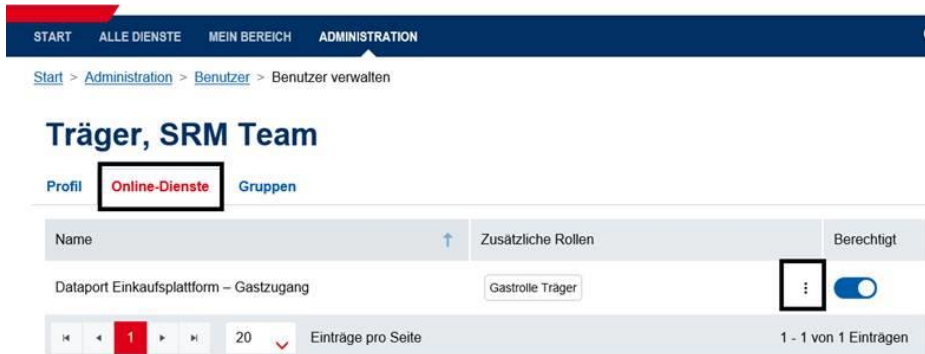 START ALLE DIENSTE MEIN BEREICH ADMINISTRATION
Start > Administration > Benutzer > Benutzer verwalten
Träger, SRM Team
Profil Online-Dienste Gruppen
Name Zusätzliche Rollen Berechtigt
Dataport Einkaufsplattform – Gastzugang Gastrolle Träger
1 20 Einträge pro Seite 1 - 1 von 1 Einträgen